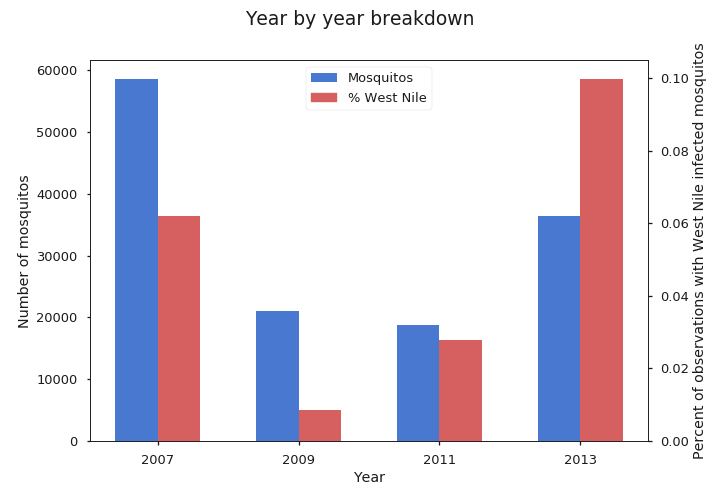 Year by year breakdown
Mosquitos
% West Nile
Number of mosquitos
60000
50000
40000
30000
20000
10000
0
0.10
0.08
0.06
0.04
0.02
0.00
Percent of observations with West Nile infected mosquitos
2007 2009 2011 2013
Year